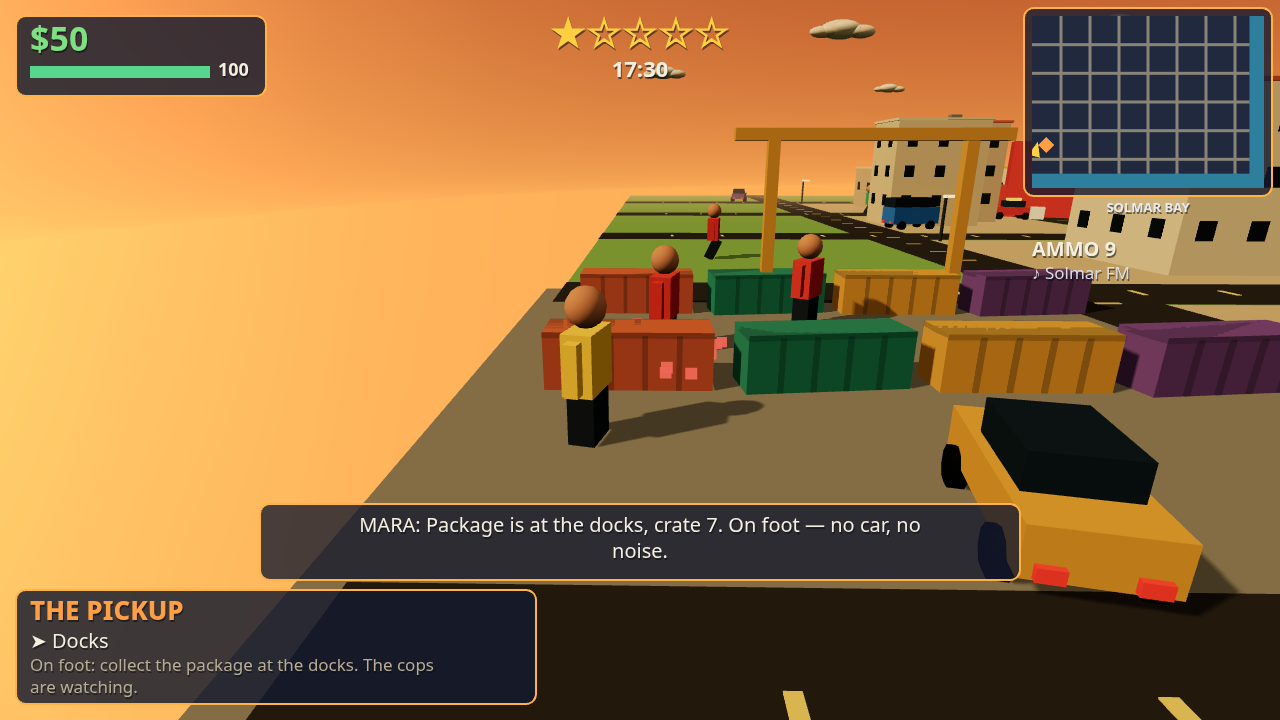 $50
100
17:30
SOLMAR BAY
AMMO 9
♪ Solmar FM
MARA: Package is at the docks, crate 7. On foot — no car, no
noise.
THE PICKUP
➤ Docks
On foot: collect the package at the docks. The cops
are watching.